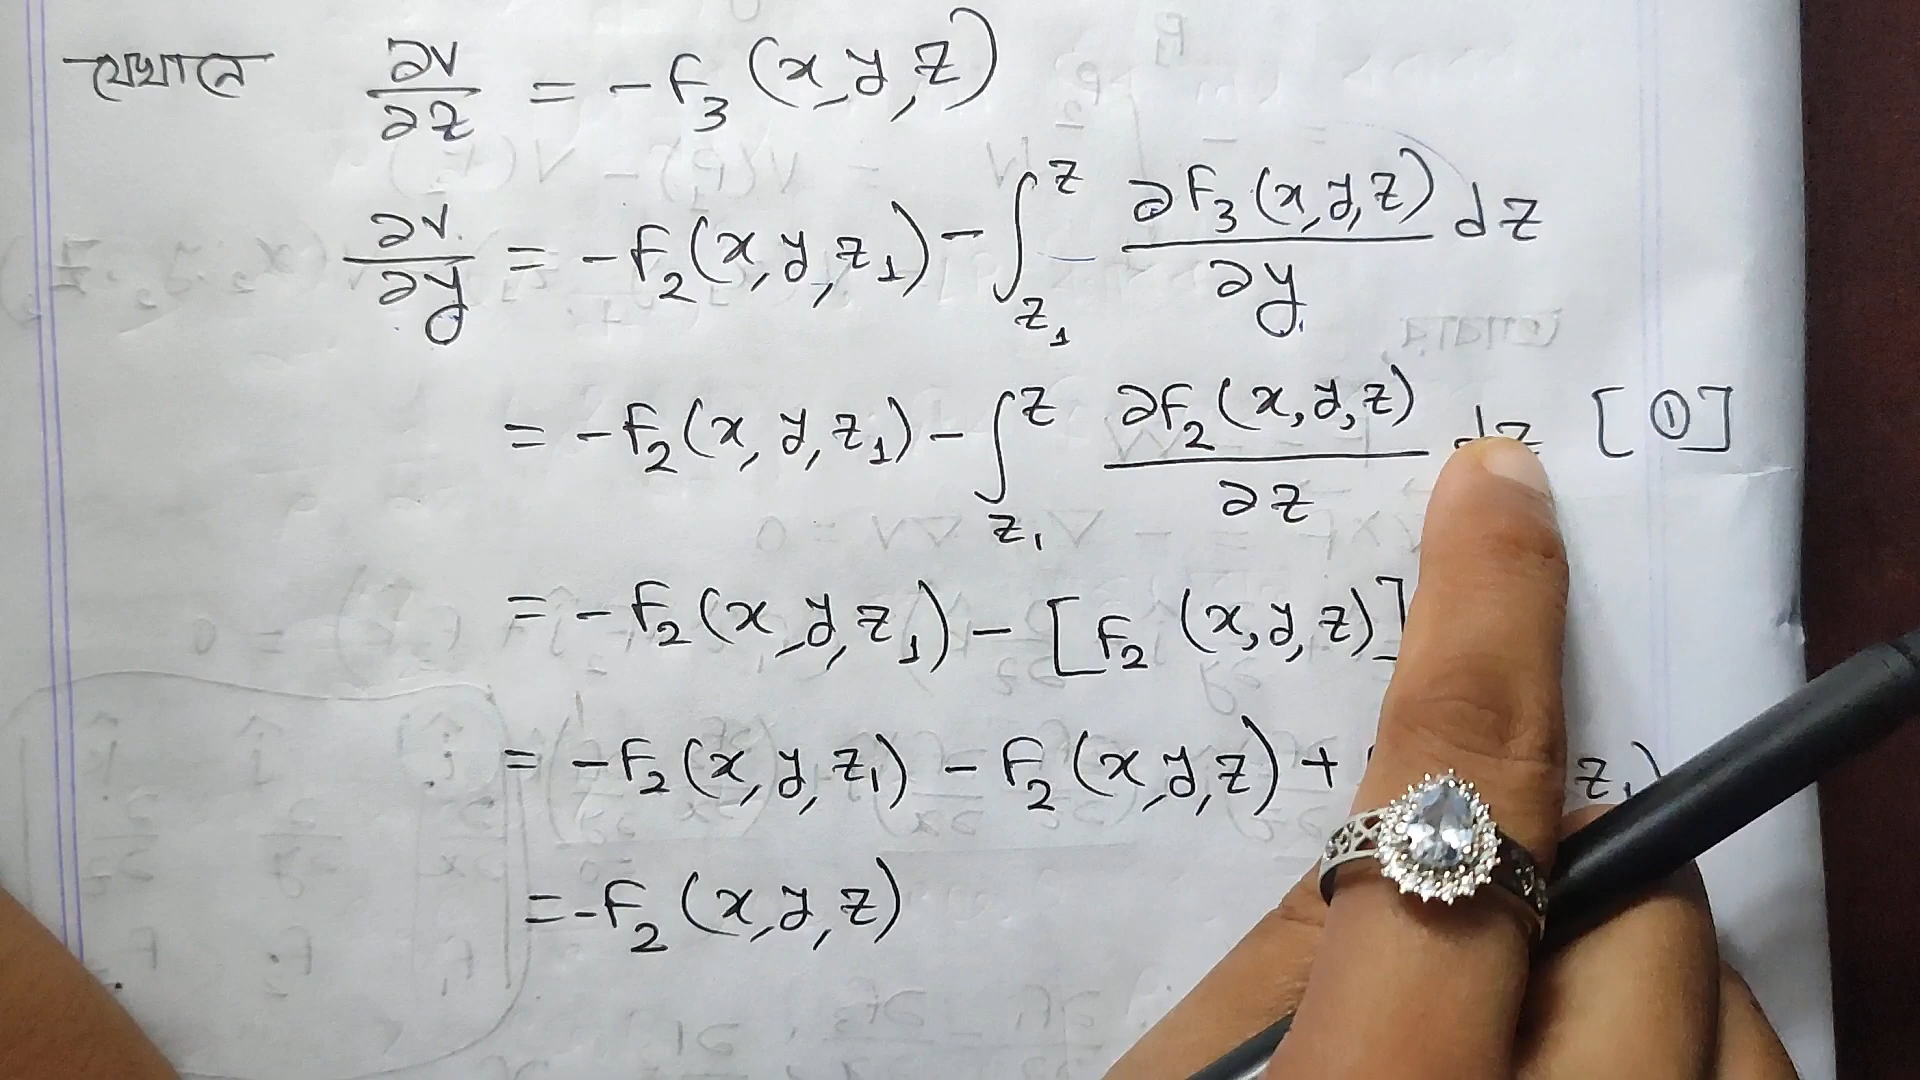 যেখানে ∂V/∂z = -F₃ (x, y, z)
∂V/∂y = -F₂(x, y, z₁) - ∫_{z₁}^{z} ∂F₃(x, y, z)/∂y dz
= -F₂(x, y, z₁) - ∫_{z₁}^{z} ∂F₂(x, y, z)/∂z dz [①]
= -F₂(x, y, z₁) - [F₂ (x, y, z)]
= -F₂(x, y, z₁) - F₂(x, y, z) + z₁)
= -F₂ (x, y, z)